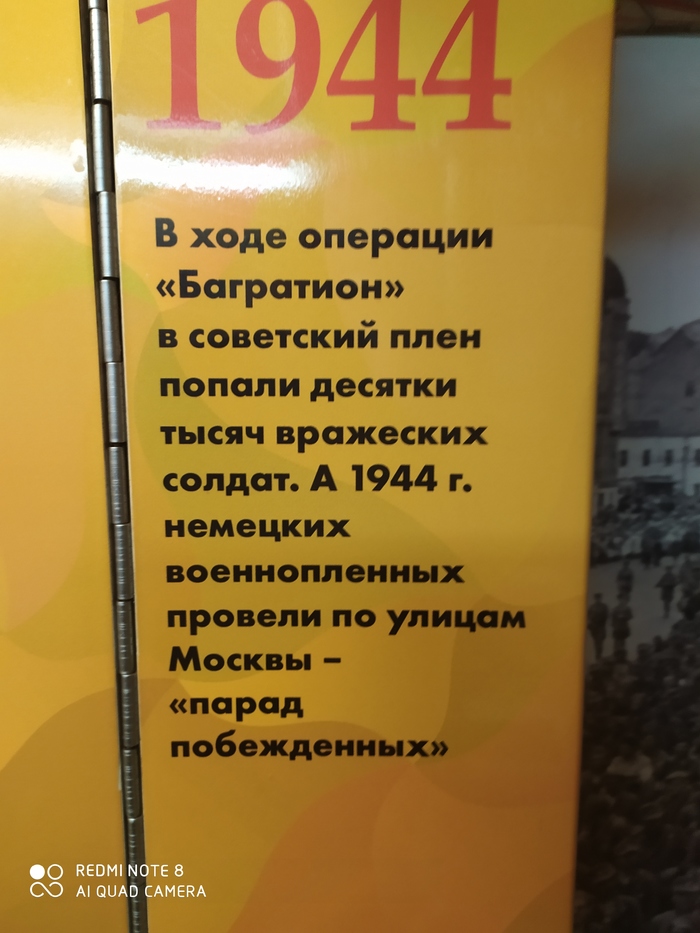 1944
В ходе операции
«Багратион»
в советский плен
попали десятки
тысяч вражеских
солдат. А 1944 г.
немецких
военнопленных
провели по улицам
Москвы –
«парад
побежденных»
REDMI NOTE 8
AI QUAD CAMERA